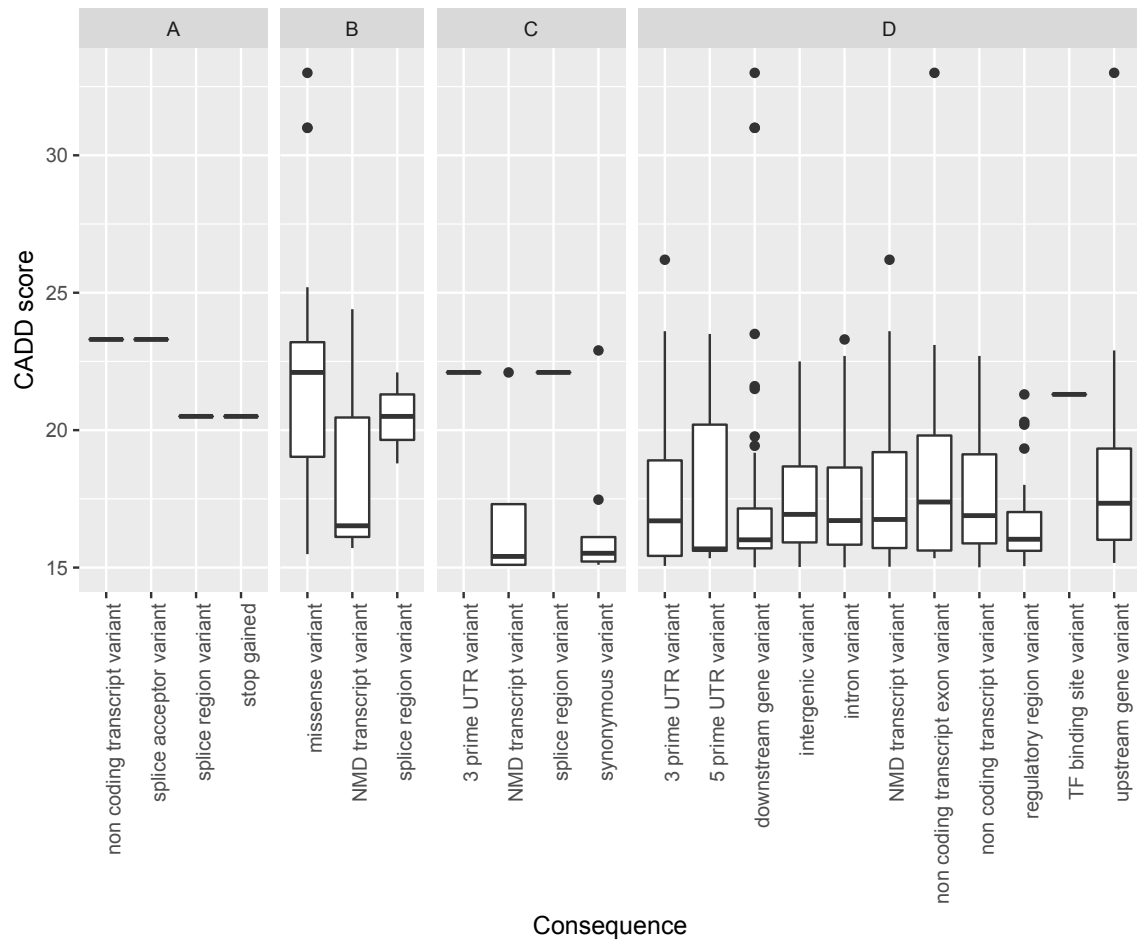 A
B
C
D
CADD score
30
25
20
15
non coding transcript variant
splice acceptor variant
splice region variant
stop gained
missense variant
NMD transcript variant
splice region variant
3 prime UTR variant
NMD transcript variant
splice region variant
synonymous variant
3 prime UTR variant
5 prime UTR variant
downstream gene variant
intergenic variant
intron variant
NMD transcript variant
non coding transcript exon variant
non coding transcript variant
regulatory region variant
TF binding site variant
upstream gene variant
Consequence